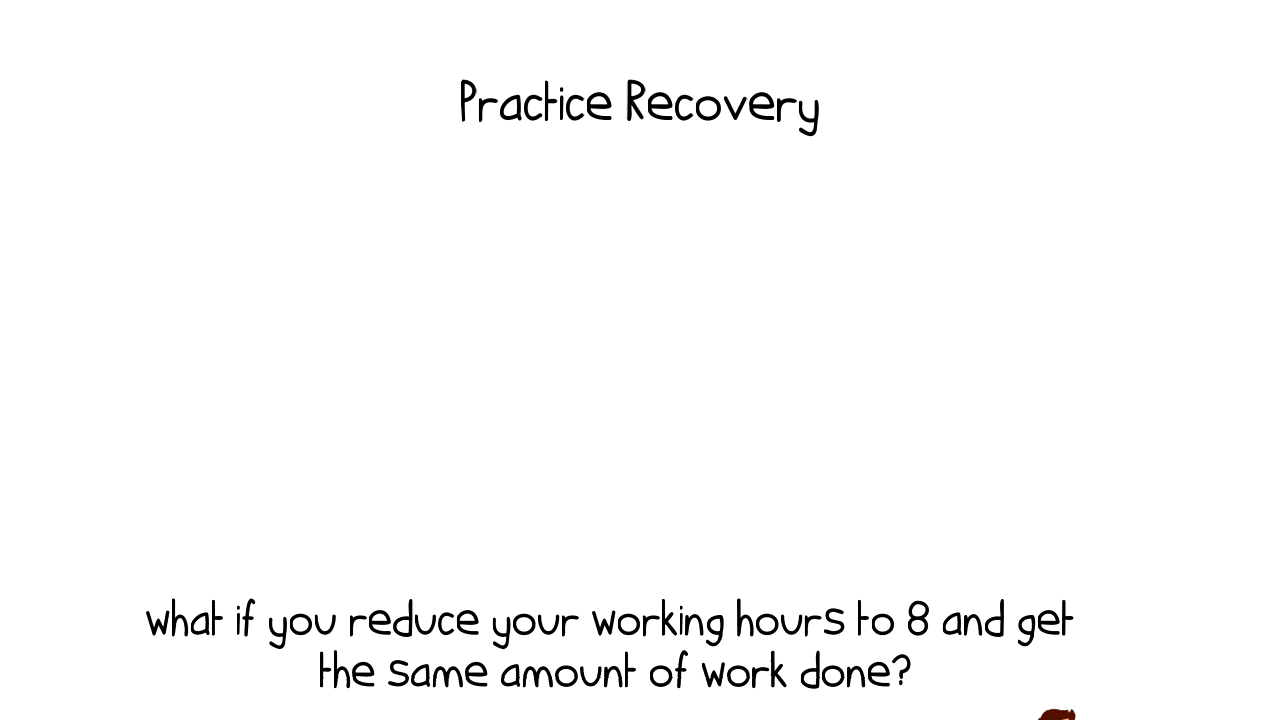 Practice Recovery
what if you reduce your working hours to 8 and get
the same amount of work done?